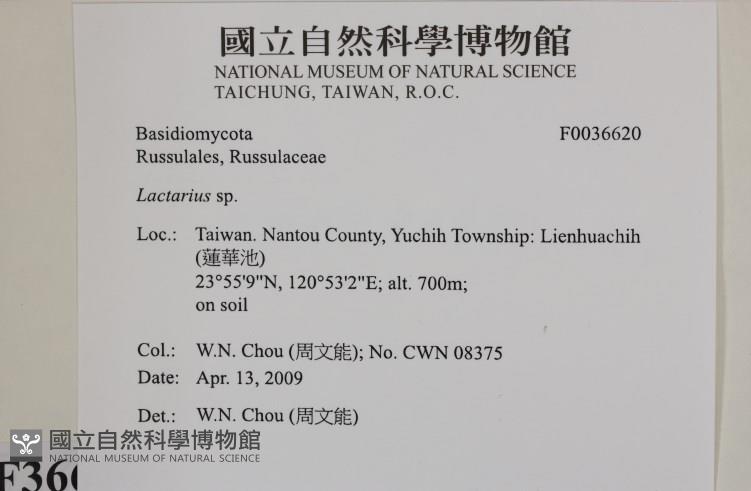 國立自然科學博物館
NATIONAL MUSEUM OF NATURAL SCIENCE
TAICHUNG, TAIWAN, R.O.C.
Basidiomycota F0036620
Russulales, Russulaceae
Lactarius sp.
Loc.: Taiwan. Nantou County, Yuchih Township: Lienhuachih
(蓮華池)
23°55'9"N, 120°53'2"E; alt. 700m;
on soil
Col.: W.N. Chou (周文能); No. CWN 08375
Date: Apr. 13, 2009
Det.: W.N. Chou (周文能)
國立自然科學博物館
NATIONAL MUSEUM OF NATURAL SCIENCE